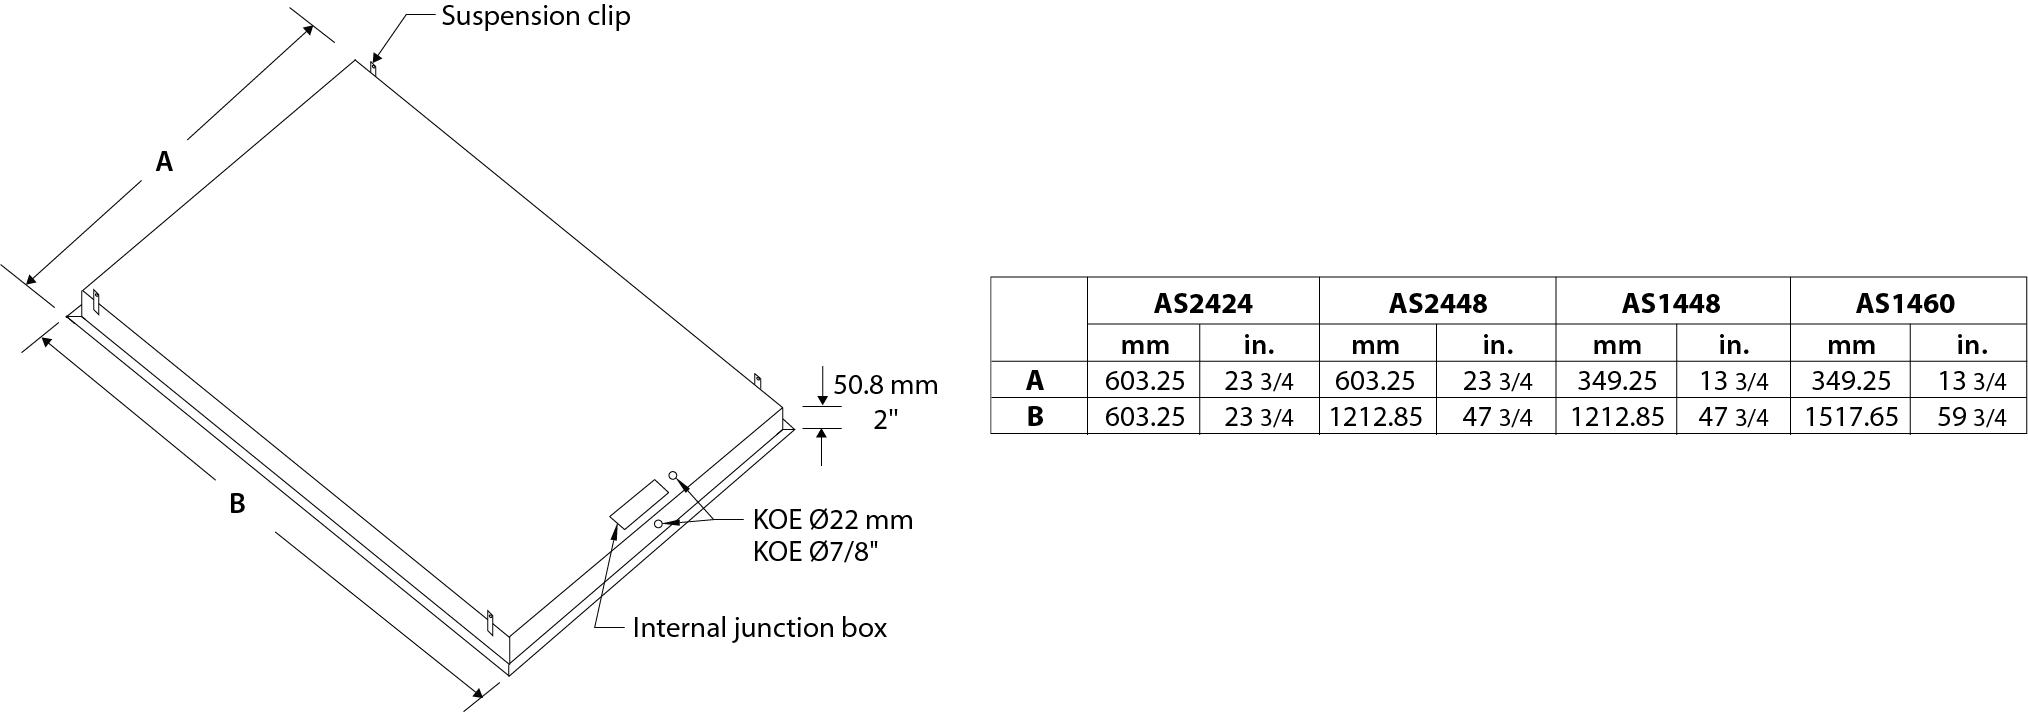 Suspension clip
A
B
50.8 mm
2"
KOE Ø22 mm
KOE Ø7/8"
Internal junction box
AS2424 AS2448 AS1448 AS1460
mm in. mm in. mm in. mm in.
A 603.25 23 3/4 603.25 23 3/4 349.25 13 3/4 349.25 13 3/4
B 603.25 23 3/4 1212.85 47 3/4 1212.85 47 3/4 1517.65 59 3/4